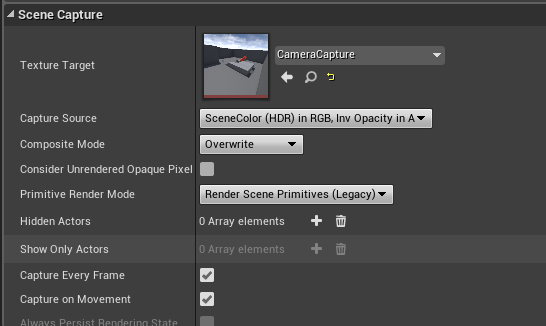 Scene Capture
Texture Target
CameraCapture
Capture Source
SceneColor (HDR) in RGB, Inv Opacity in A
Composite Mode
Overwrite
Consider Unrendered Opaque Pixel
Primitive Render Mode
Render Scene Primitives (Legacy)
Hidden Actors
0 Array elements
Show Only Actors
0 Array elements
Capture Every Frame
Capture on Movement
Always Persist Rendering State